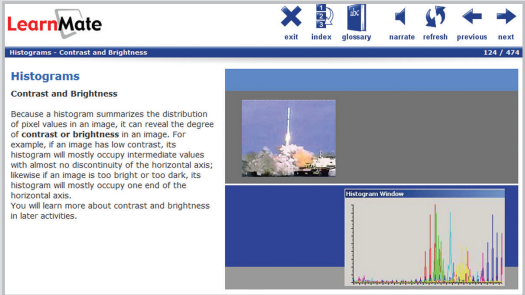 LearnMate
1
2
3
abc
exit index glossary narrate refresh previous next
Histograms - Contrast and Brightness 124 / 474
Histograms
Contrast and Brightness
Because a histogram summarizes the distribution
of pixel values in an image, it can reveal the degree
of contrast or brightness in an image. For
example, if an image has low contrast, its
histogram will mostly occupy intermediate values
with almost no discontinuity of the horizontal axis;
likewise if an image is too bright or too dark, its
histogram will mostly occupy one end of the
horizontal axis.
You will learn more about contrast and brightness
in later activities.
Histogram Window